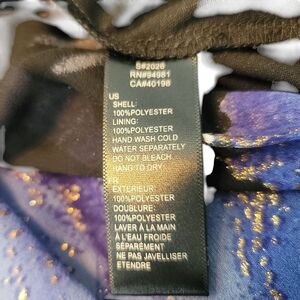 S#2026
RN#94981
CA#40198
US
SHELL:
100%POLYESTER
LINING:
100%POLYESTER
HAND WASH COLD
WATER SEPARATELY
DO NOT BLEACH
HANG TO DRY
FR
EXTERIEUR:
100%POLYESTER
DOUBLURE:
100%POLYESTER
LAVER À LA MAIN
À L'EAU FROIDE
SÉPARÉMENT
NE PAS JAVELLISER
ETENDRE